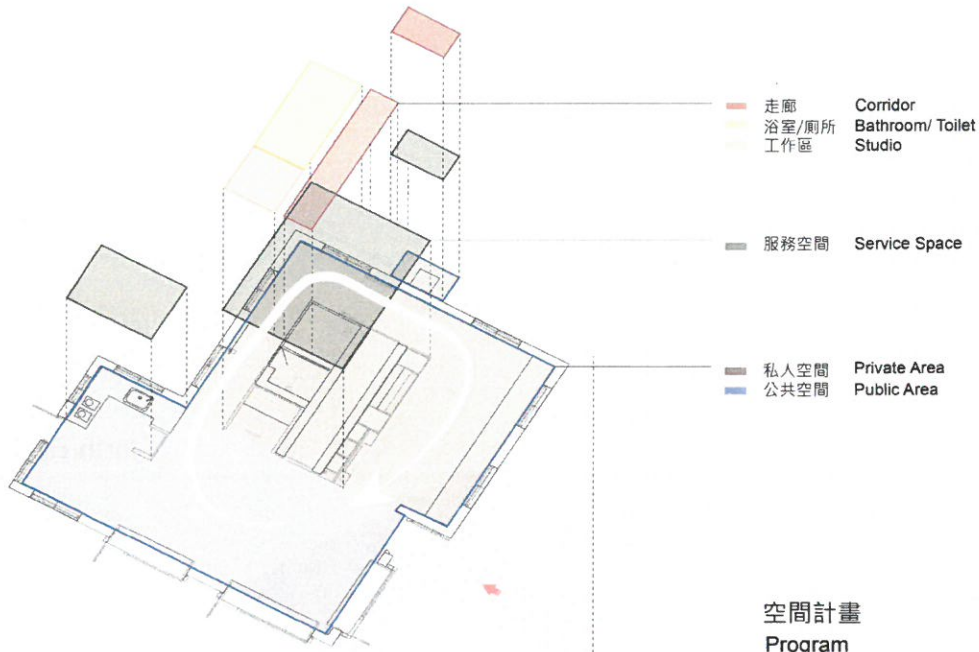 走廊 Corridor
浴室/廁所 Bathroom/ Toilet
工作區 Studio
服務空間 Service Space
私人空間 Private Area
公共空間 Public Area
空間計畫
Program